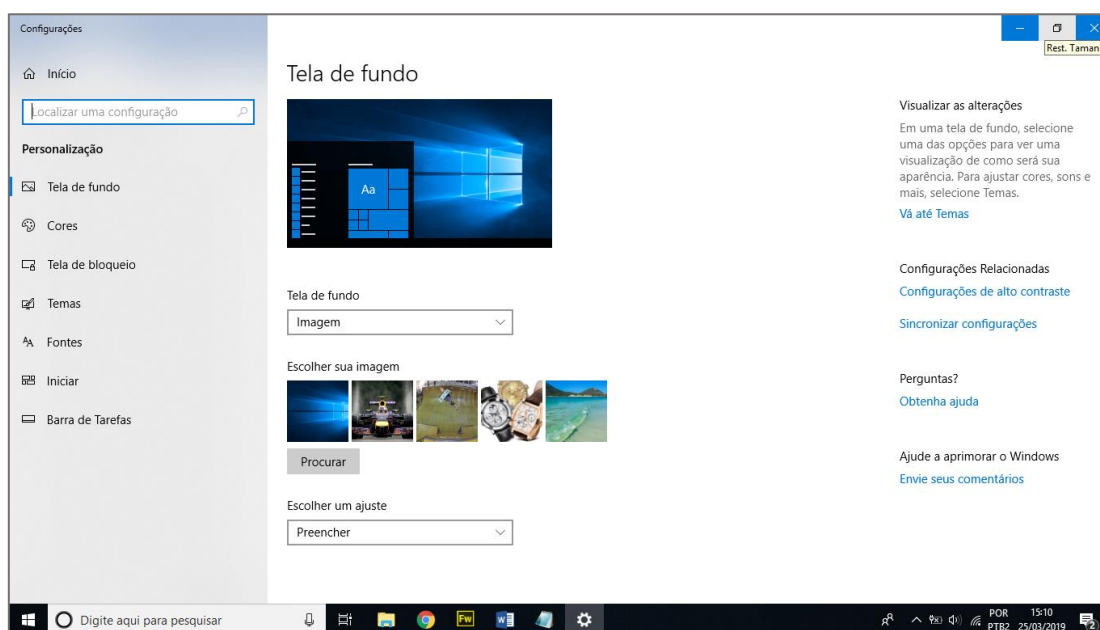 Configurações
Rest. Taman
Início
Localizar uma configuração
Personalização
Tela de fundo
Cores
Tela de bloqueio
Temas
Fontes
Iniciar
Barra de Tarefas
Tela de fundo
Aa
Tela de fundo
Imagem
Escolher sua imagem
Procurar
Escolher um ajuste
Preencher
Visualizar as alterações
Em uma tela de fundo, selecione
uma das opções para ver uma
visualização de como será sua
aparência. Para ajustar cores, sons e
mais, selecione Temas.
Vá até Temas
Configurações Relacionadas
Configurações de alto contraste
Sincronizar configurações
Perguntas?
Obtenha ajuda
Ajude a aprimorar o Windows
Envie seus comentários
Digite aqui para pesquisar
Fw
W
POR
PTB2
15:10
25/03/2019
2